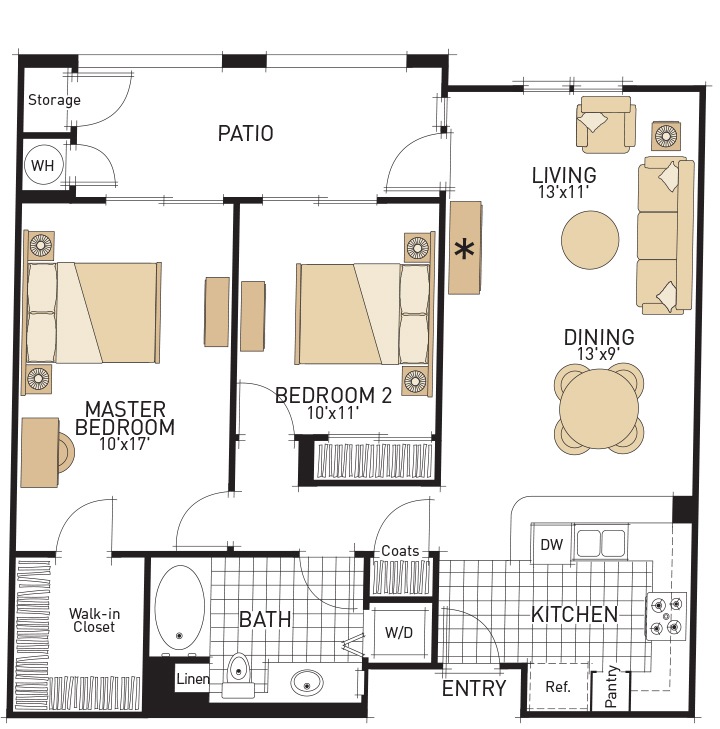 Storage
PATIO
WH
LIVING
13'x11'
*
DINING
13'x9'
BEDROOM 2
10'x11'
MASTER
BEDROOM
10'x17'
DW
Coats
Walk-in
Closet
BATH
W/D
KITCHEN
Linen
ENTRY
Ref.
Pantry